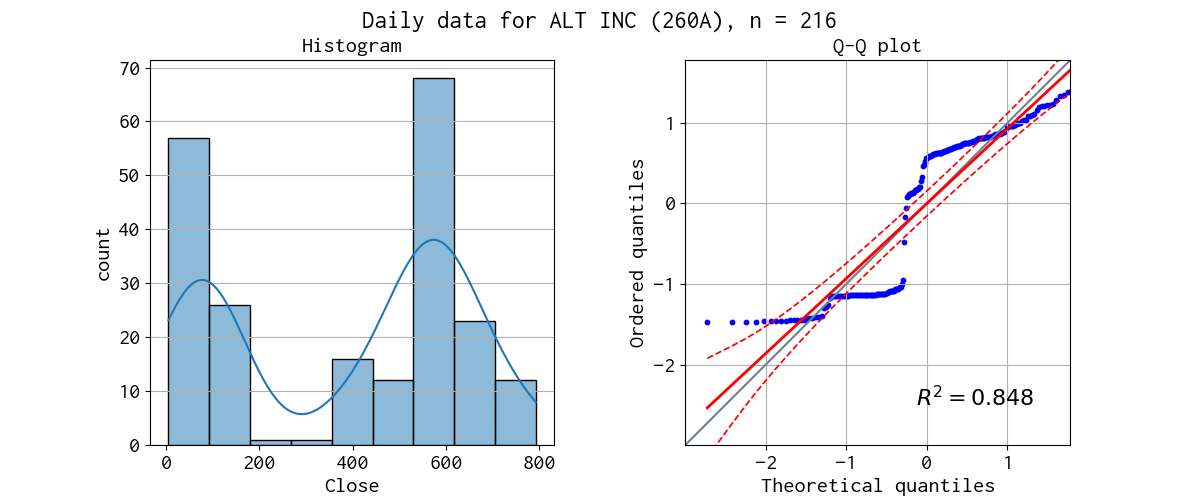 Daily data for ALT INC (260A), n = 216
Histogram
70
60
50
40
30
20
10
0
count
0 200 400 600 800
Close
Q-Q plot
1
0
−1
−2
Ordered quantiles
R² = 0.848
−2 −1 0 1
Theoretical quantiles